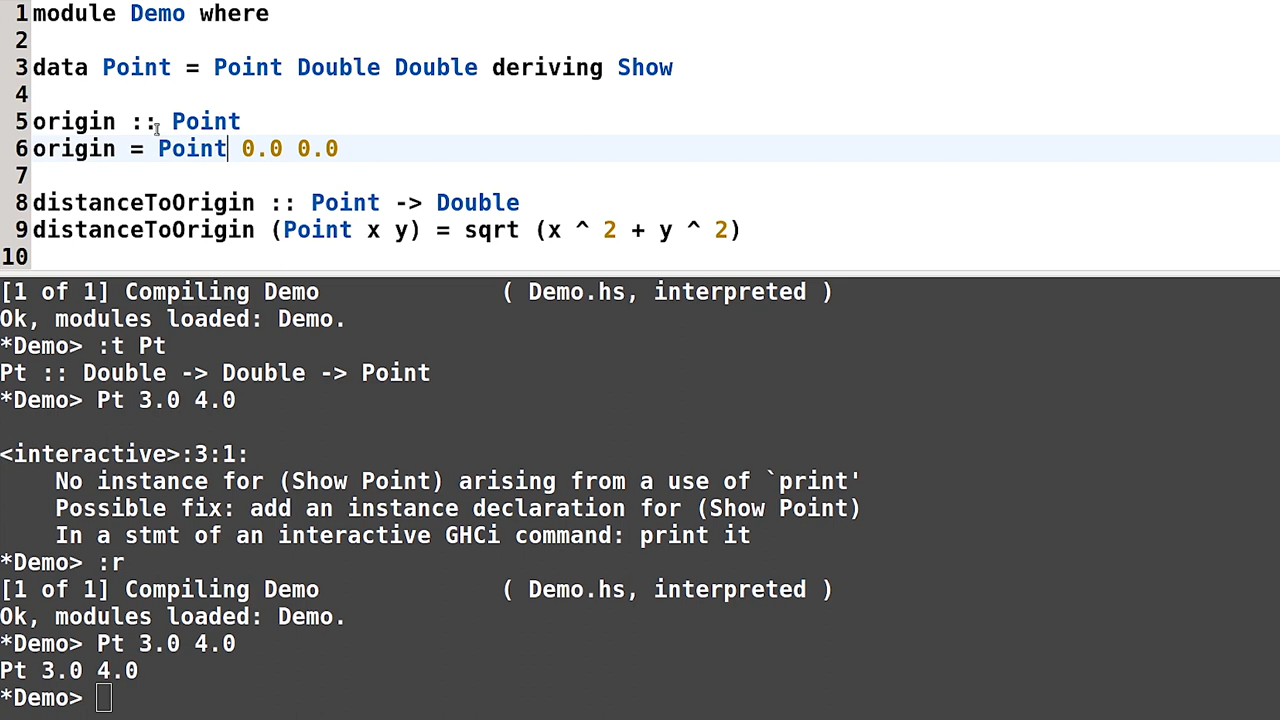 1 module Demo where
2
3 data Point = Point Double Double deriving Show
4
5 origin :: Point
6 origin = Point 0.0 0.0
7
8 distanceToOrigin :: Point -> Double
9 distanceToOrigin (Point x y) = sqrt (x ^ 2 + y ^ 2)
10
[1 of 1] Compiling Demo             ( Demo.hs, interpreted )
Ok, modules loaded: Demo.
*Demo> :t Pt
Pt :: Double -> Double -> Point
*Demo> Pt 3.0 4.0
<interactive>:3:1:
    No instance for (Show Point) arising from a use of `print'
    Possible fix: add an instance declaration for (Show Point)
    In a stmt of an interactive GHCi command: print it
*Demo> :r
[1 of 1] Compiling Demo             ( Demo.hs, interpreted )
Ok, modules loaded: Demo.
*Demo> Pt 3.0 4.0
Pt 3.0 4.0
*Demo>